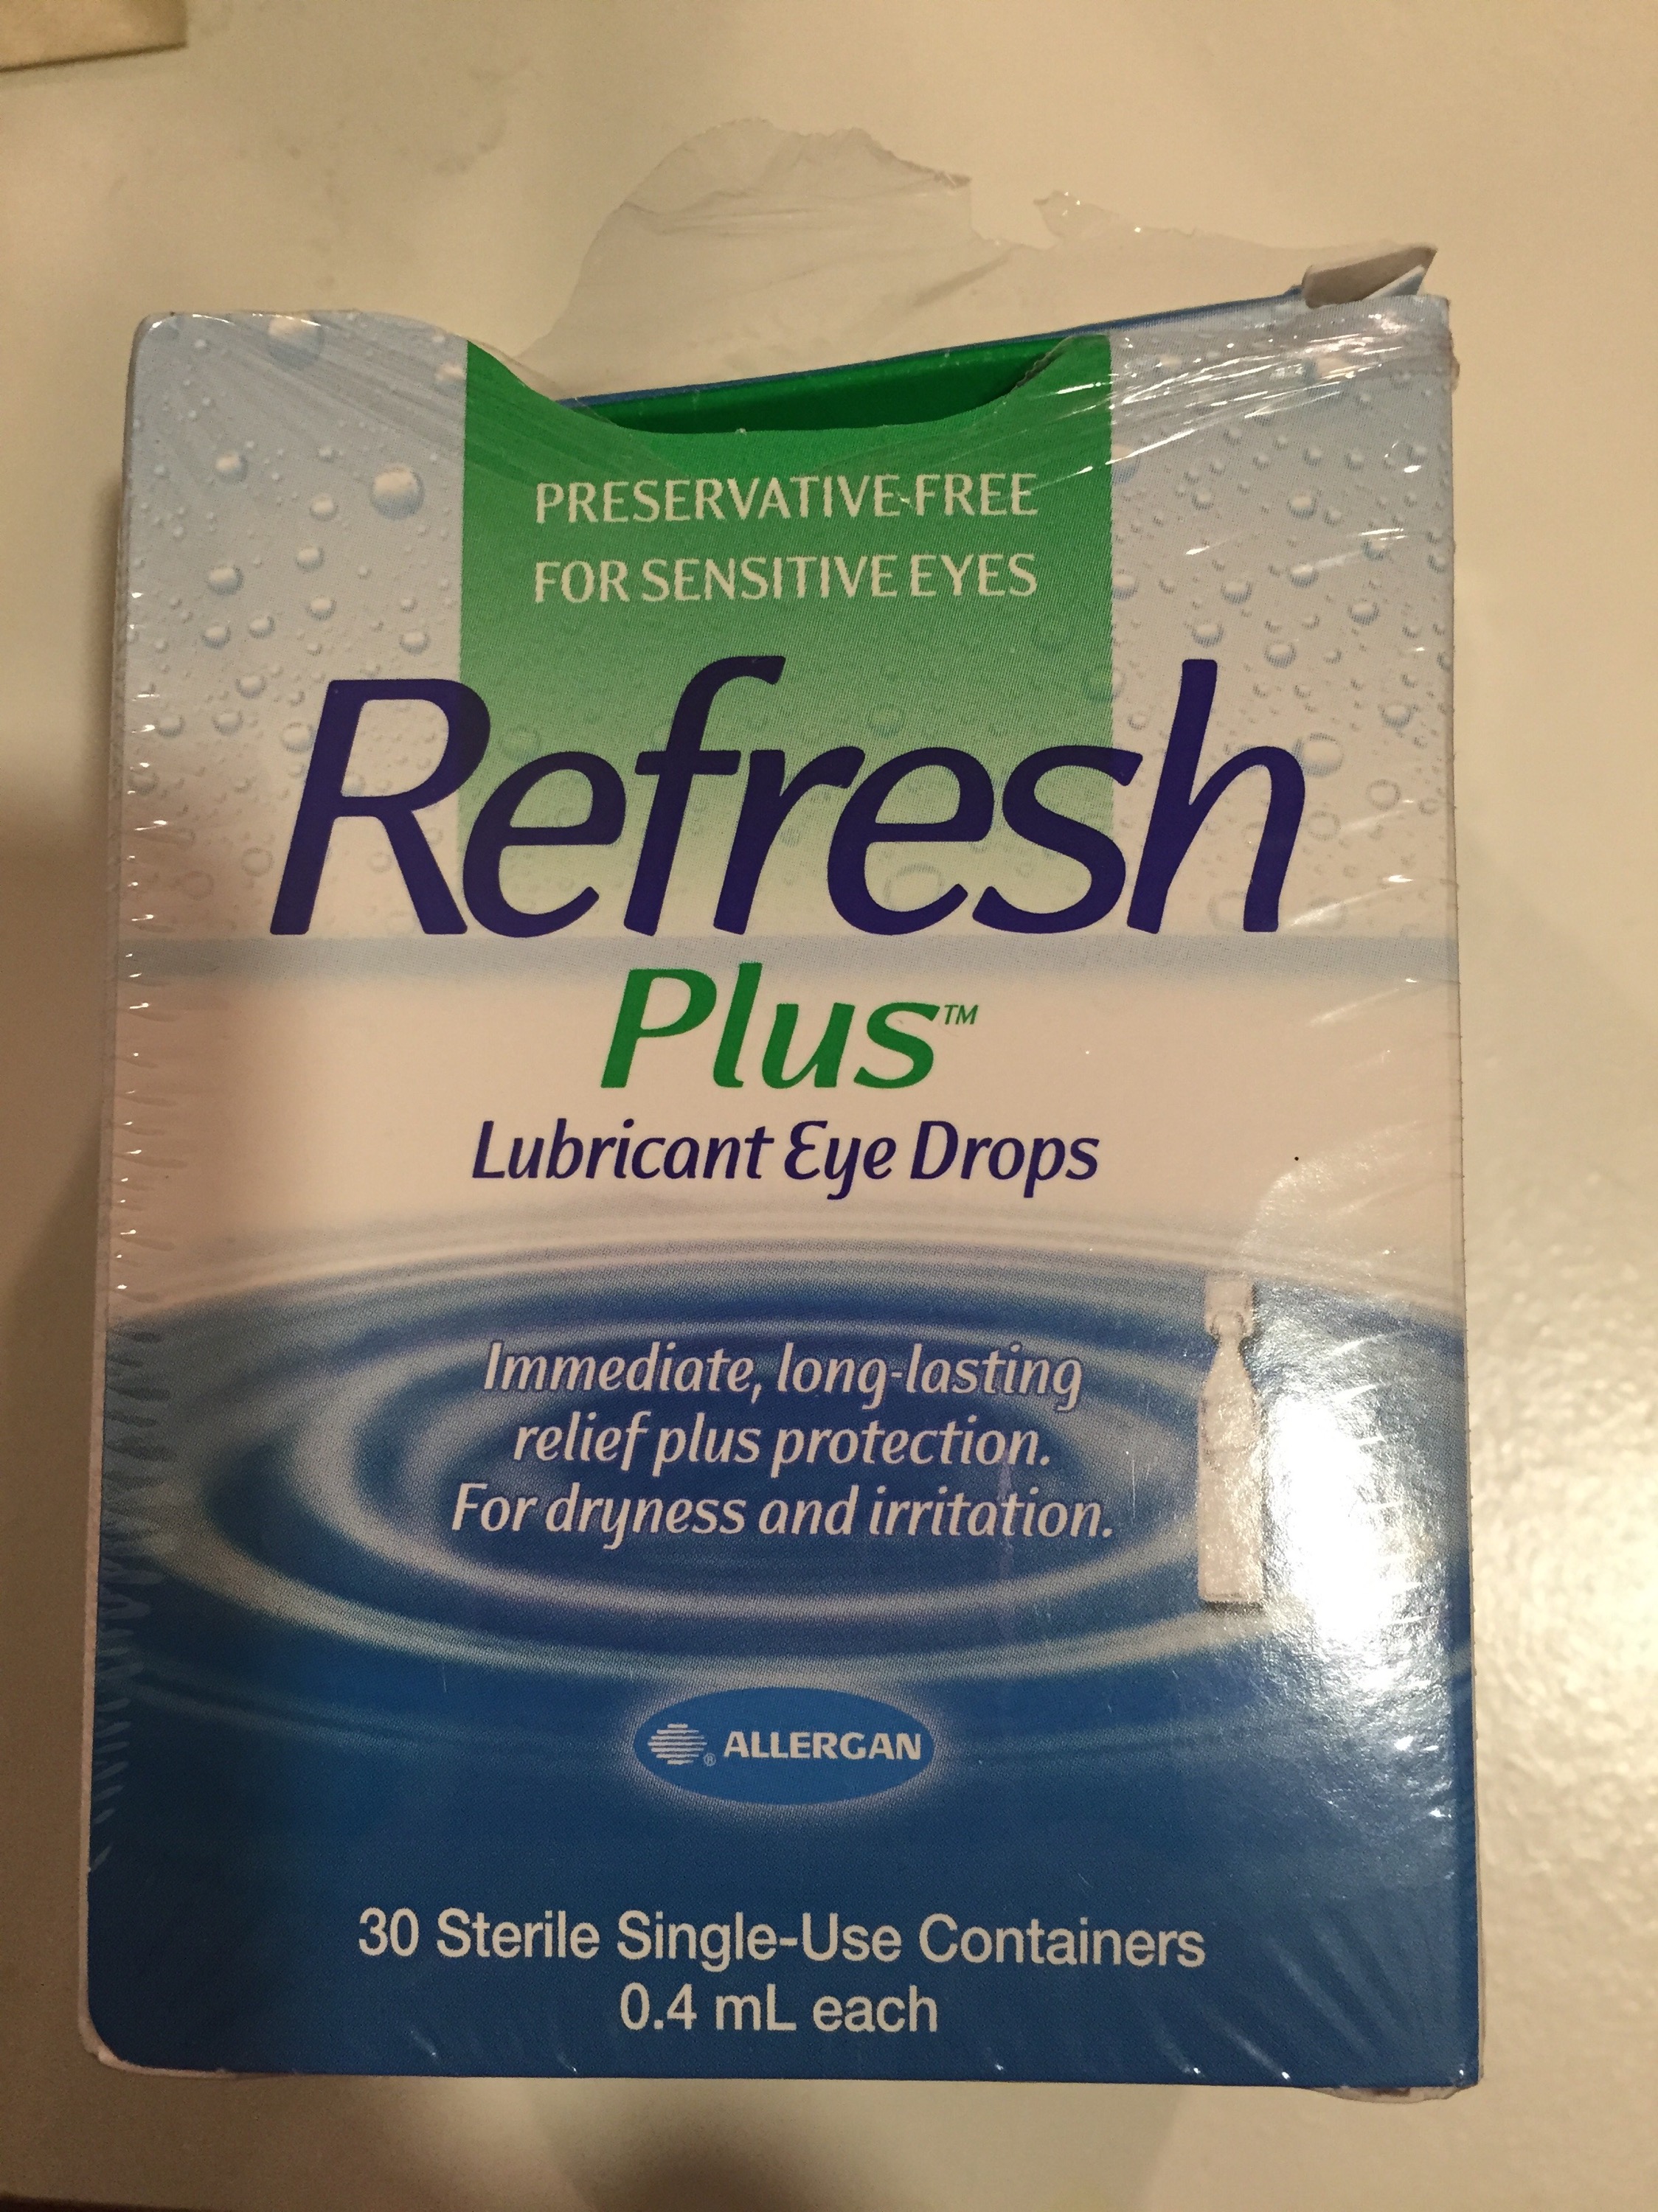 PRESERVATIVE-FREE
FOR SENSITIVE EYES
Refresh
Plus™
Lubricant Eye Drops
Immediate, long-lasting
relief plus protection.
For dryness and irritation.
® ALLERGAN
30 Sterile Single-Use Containers
0.4 mL each